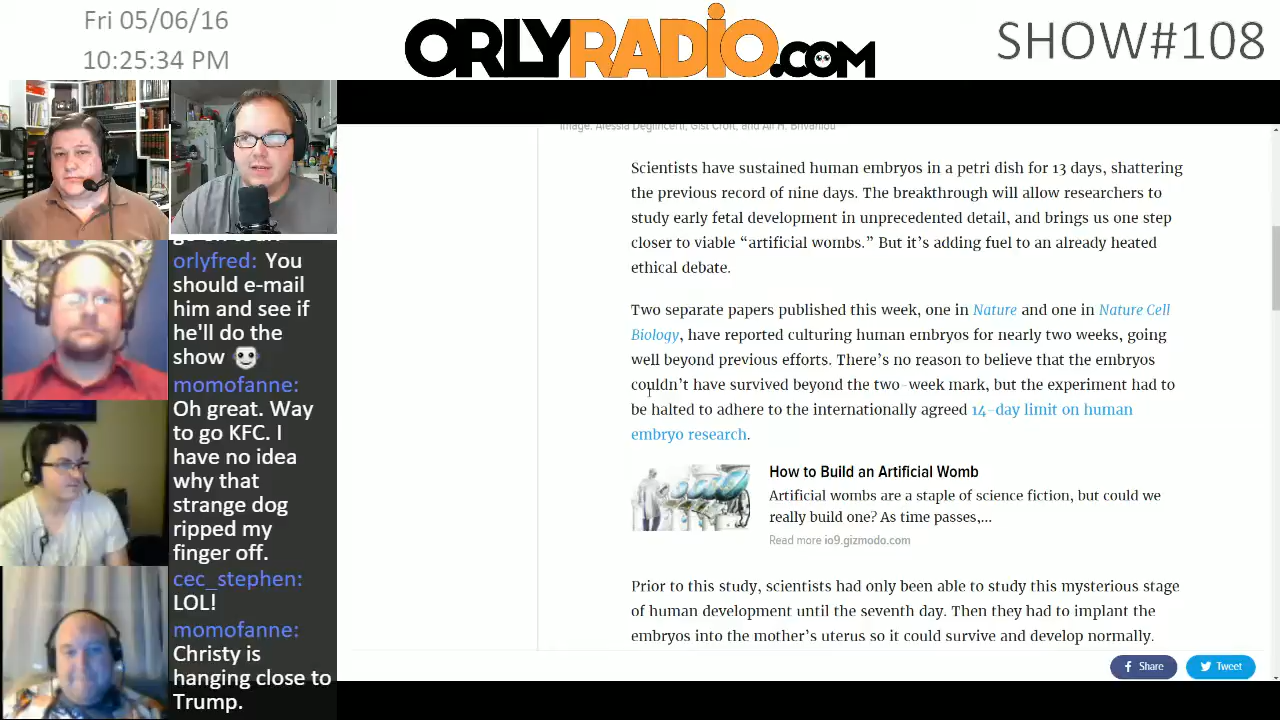 Fri 05/06/16
10:25:34 PM
ORLYRADIO.COM
SHOW#108
orlyfred: You
should e-mail
him and see if
he'll do the
show
momofanne:
Oh great. Way
to go KFC. I
have no idea
why that
strange dog
ripped my
finger off.
cec_stephen:
LOL!
momofanne:
Christy is
hanging close to
Trump.
Image: Alessia Deglincerti, Gist Croft, and Ali H. Brivanlou
Scientists have sustained human embryos in a petri dish for 13 days, shattering
the previous record of nine days. The breakthrough will allow researchers to
study early fetal development in unprecedented detail, and brings us one step
closer to viable “artificial wombs.” But it’s adding fuel to an already heated
ethical debate.
Two separate papers published this week, one in Nature and one in Nature Cell
Biology, have reported culturing human embryos for nearly two weeks, going
well beyond previous efforts. There’s no reason to believe that the embryos
couldn’t have survived beyond the two-week mark, but the experiment had to
be halted to adhere to the internationally agreed 14-day limit on human
embryo research.
How to Build an Artificial Womb
Artificial wombs are a staple of science fiction, but could we
really build one? As time passes,...
Read more io9.gizmodo.com
Prior to this study, scientists had only been able to study this mysterious stage
of human development until the seventh day. Then they had to implant the
embryos into the mother’s uterus so it could survive and develop normally.
Share
Tweet